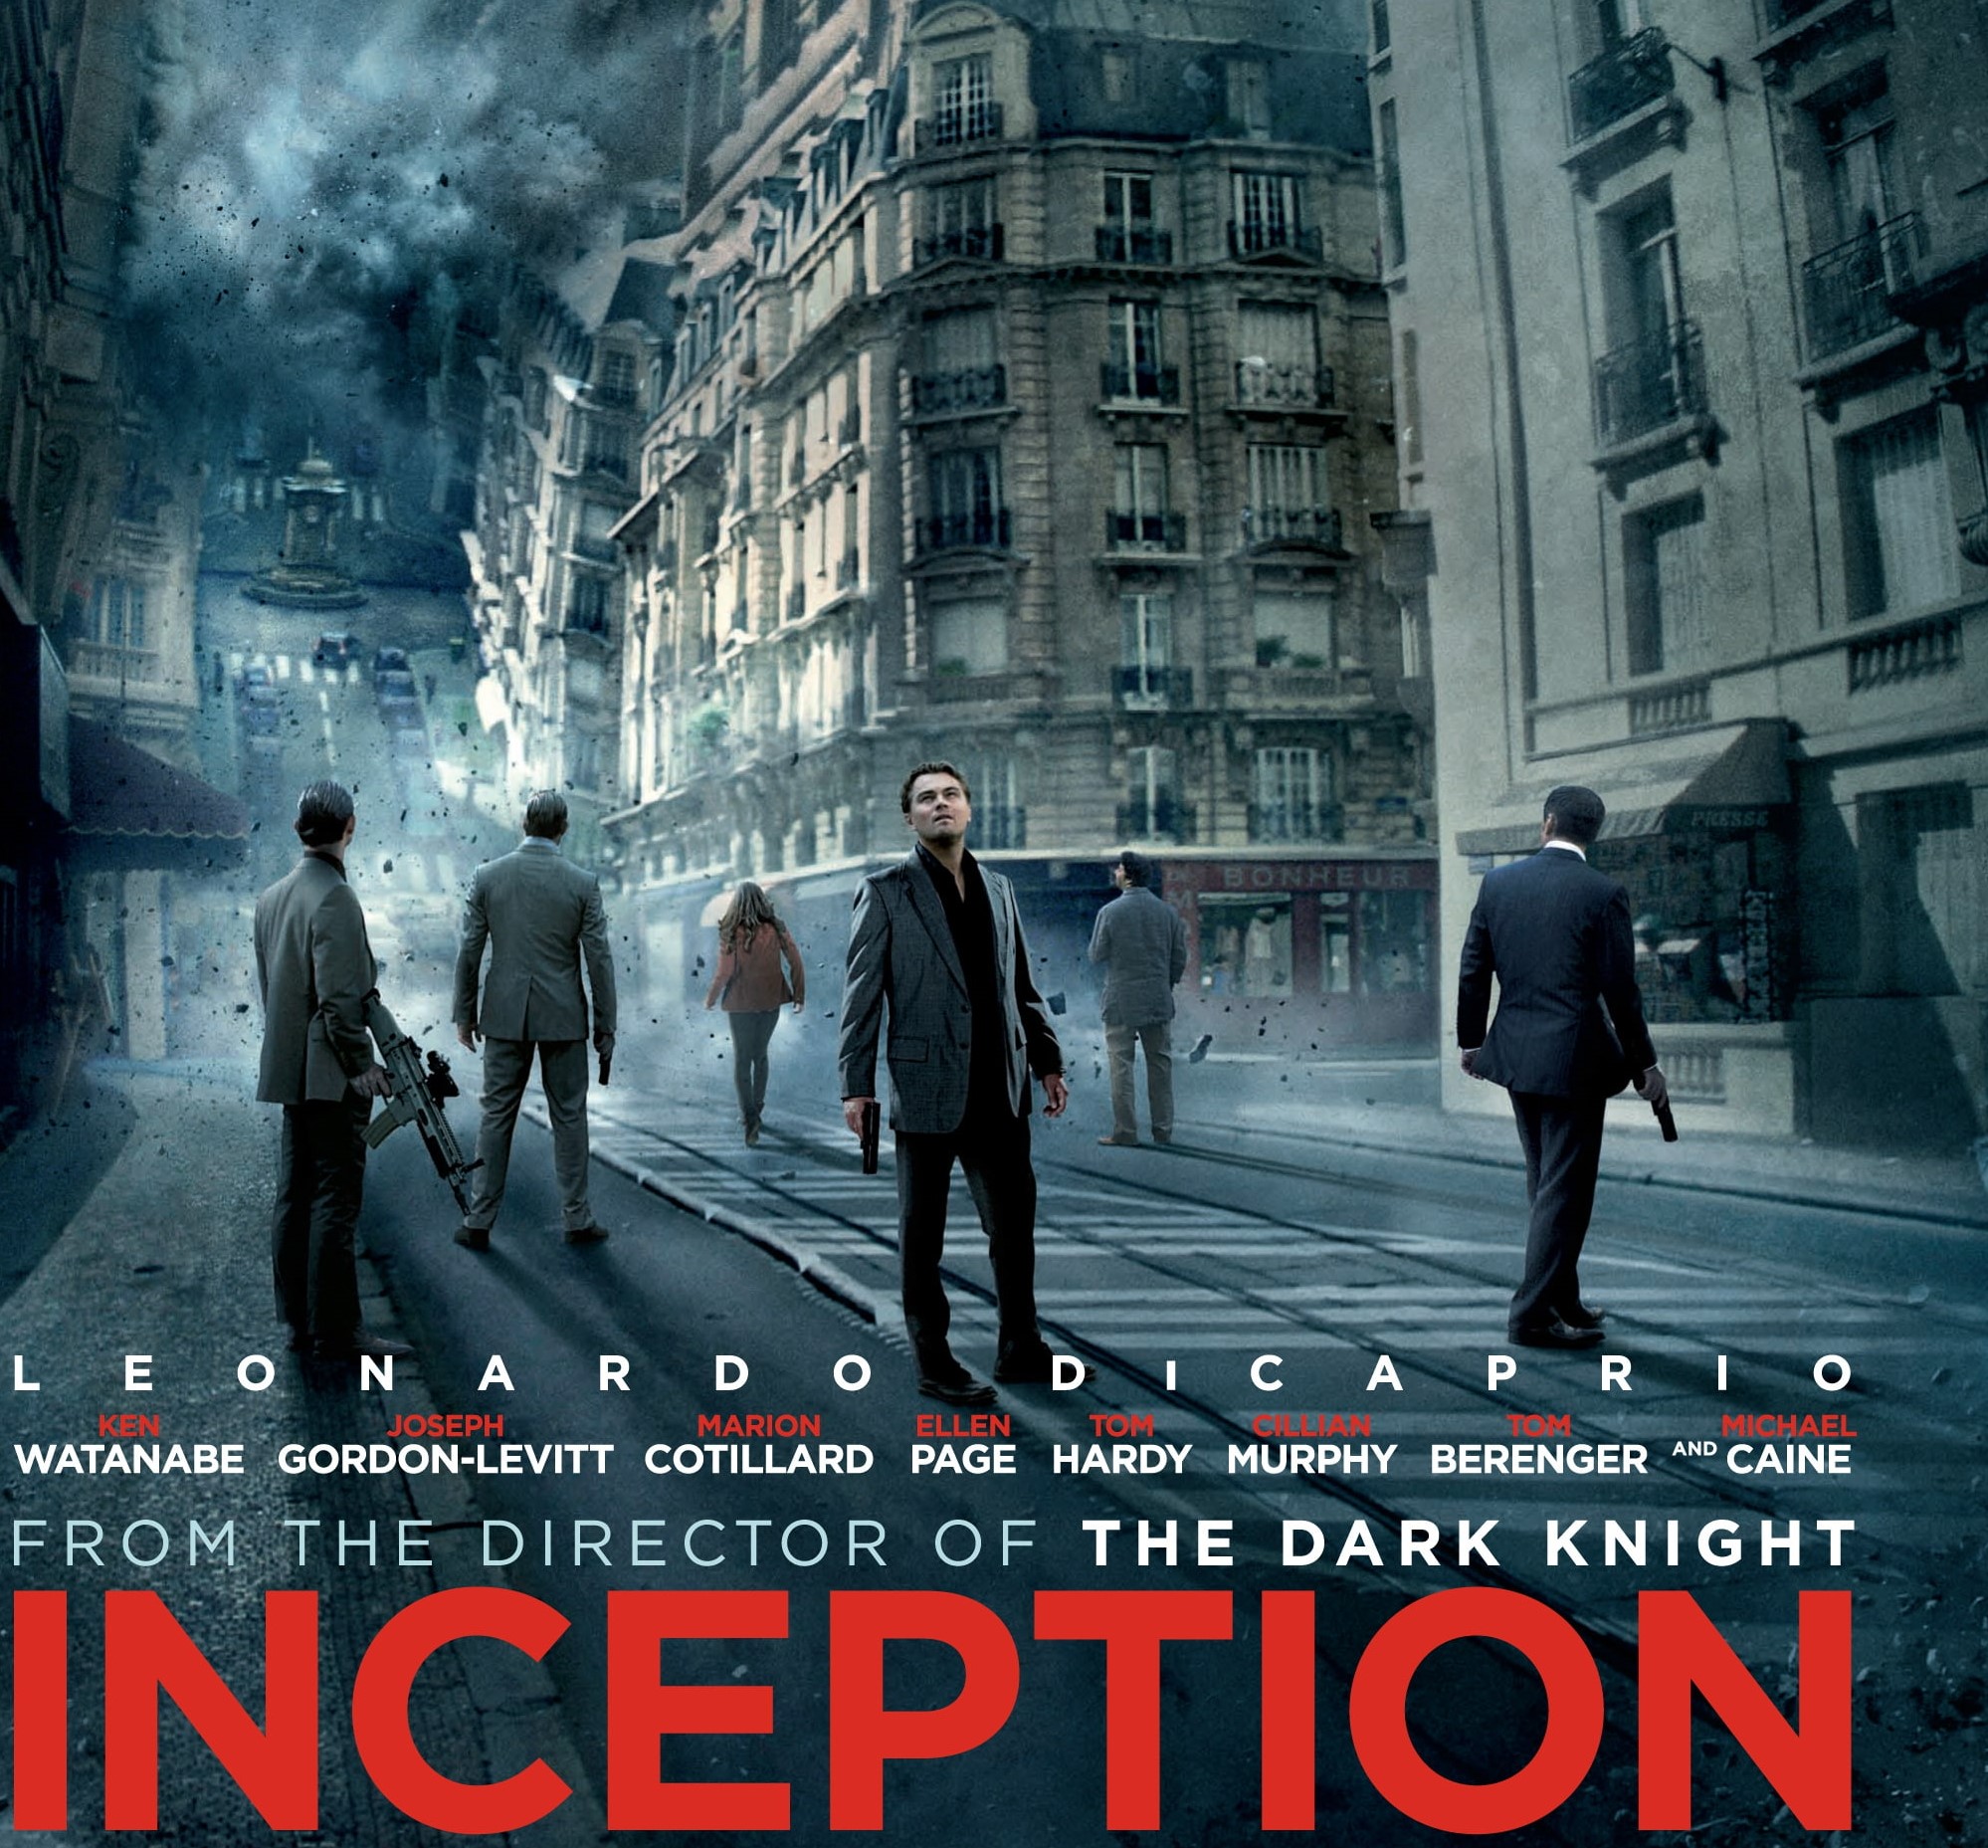 PRESSE
BONHEUR
LEONARDO DiCAPRIO
KEN JOSEPH MARION ELLEN TOM CILLIAN TOM MICHAEL
WATANABE GORDON-LEVITT COTILLARD PAGE HARDY MURPHY BERENGER AND CAINE
FROM THE DIRECTOR OF THE DARK KNIGHT
INCEPTION